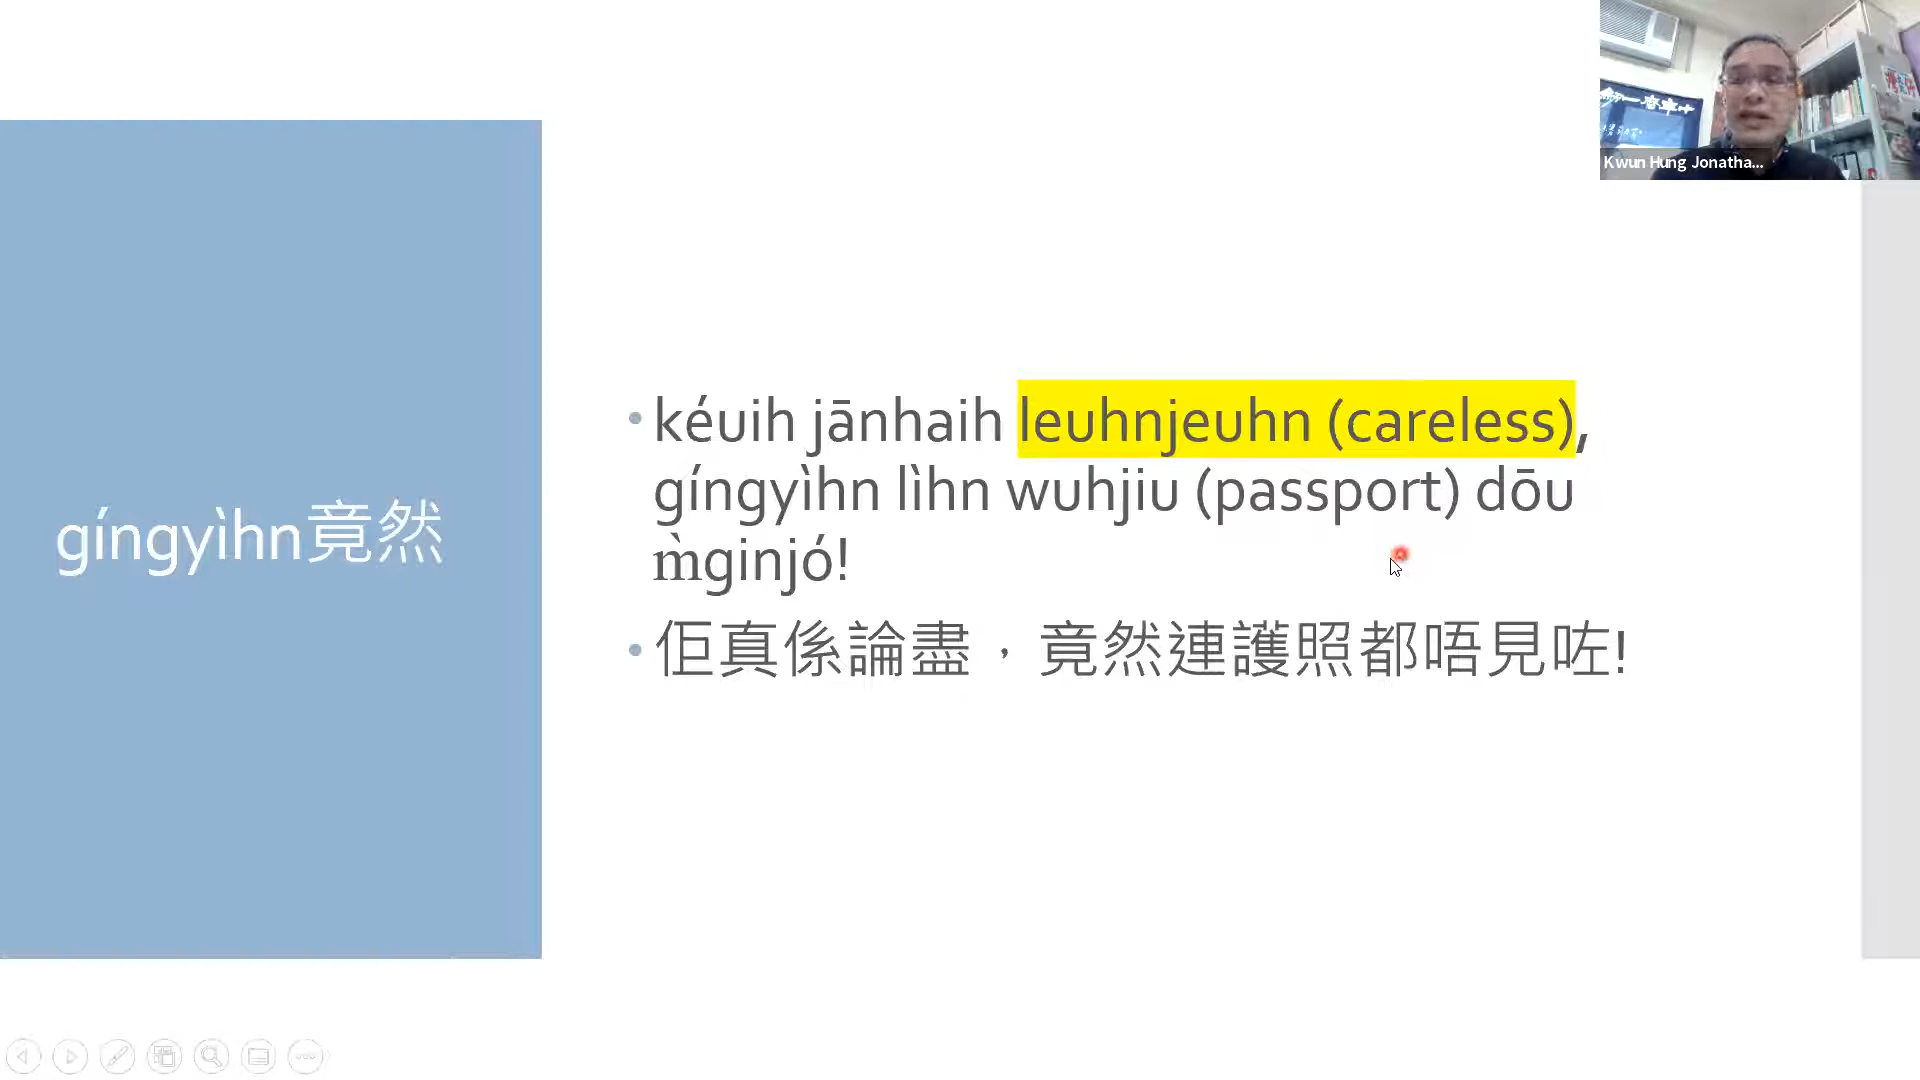 Kwun Hung Jonatha...
gíngyìhn竟然
• kéuih jānhaih leuhnjeuhn (careless),
gíngyìhn lìhn wuhjiu (passport) dōu
m̀ginjó!
• 佢真係論盡，竟然連護照都唔見咗!